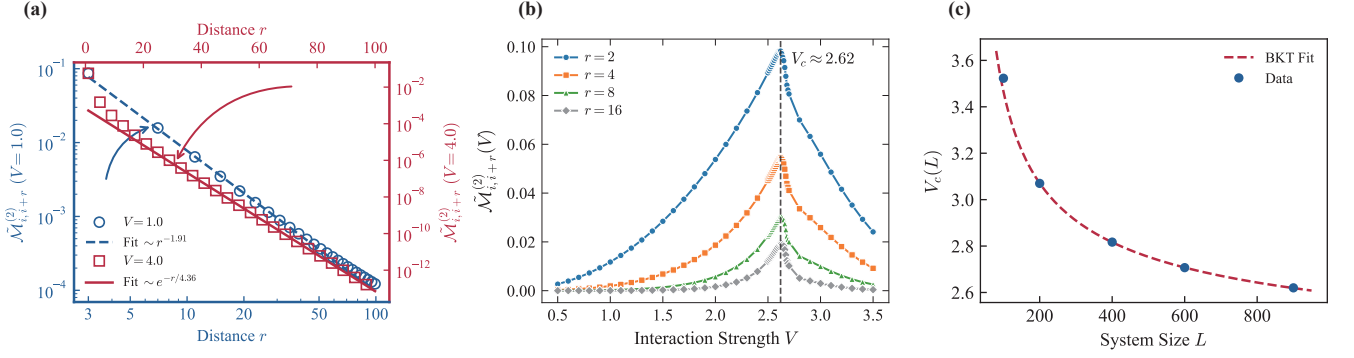 (a)
Distance r
0 20 40 60 80 100
10⁻¹
10⁻²
10⁻³
10⁻⁴
M̃⁽²⁾ᵢ,ᵢ₊ᵣ (V = 1.0)
V = 1.0
Fit ∼ r⁻¹·⁹¹
V = 4.0
Fit ∼ e⁻ʳ/⁴·³⁶
10⁻²
10⁻⁴
10⁻⁶
10⁻⁸
10⁻¹⁰
10⁻¹²
M̃⁽²⁾ᵢ,ᵢ₊ᵣ (V = 4.0)
3 5 10 20 50 100
Distance r
(b)
0.10
0.08
0.06
0.04
0.02
0.00
M̃⁽²⁾ᵢ,ᵢ₊ᵣ(V)
r = 2
r = 4
r = 8
r = 16
V_c ≈ 2.62
0.5 1.0 1.5 2.0 2.5 3.0 3.5
Interaction Strength V
(c)
3.6
3.4
3.2
3.0
2.8
2.6
V_c(L)
BKT Fit
Data
200 400 600 800
System Size L